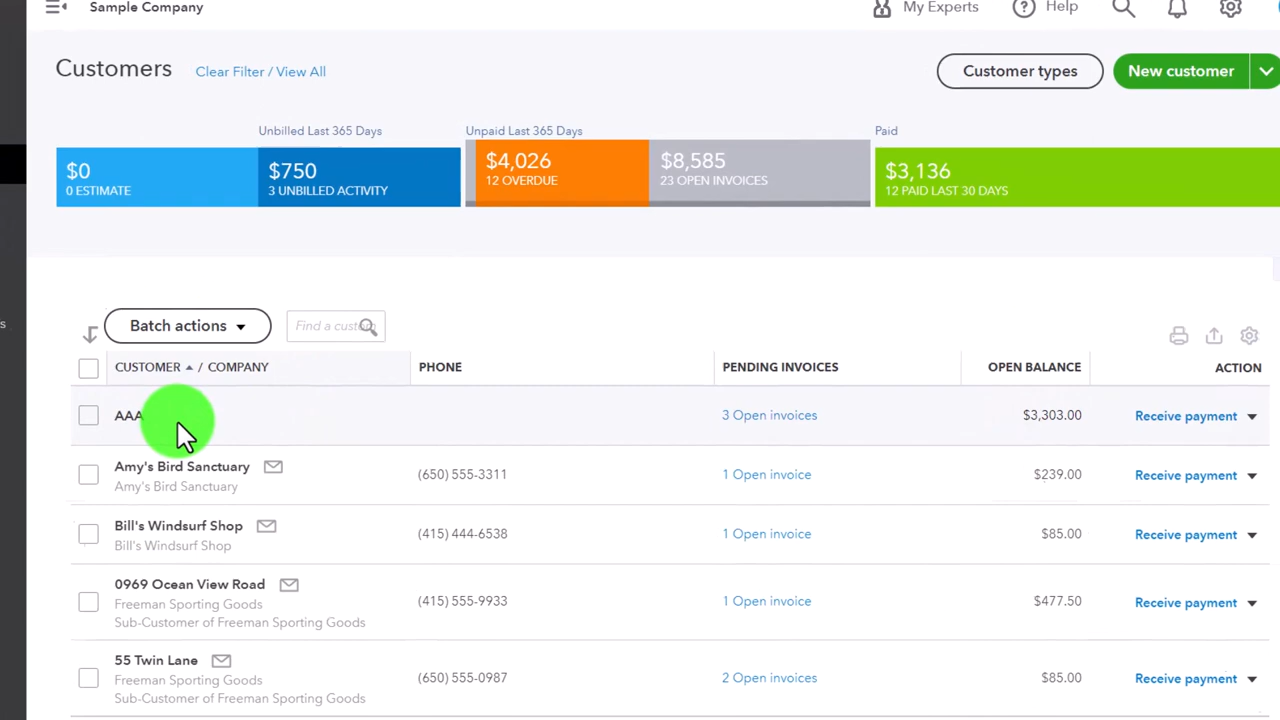 Sample Company
My Experts
Help
Customers
Clear Filter / View All
Customer types
New customer
Unbilled Last 365 Days
Unpaid Last 365 Days
Paid
$0
0 ESTIMATE
$750
3 UNBILLED ACTIVITY
$4,026
12 OVERDUE
$8,585
23 OPEN INVOICES
$3,136
12 PAID LAST 30 DAYS
Batch actions
Find a custom
CUSTOMER / COMPANY PHONE PENDING INVOICES OPEN BALANCE ACTION
AAA 3 Open invoices $3,303.00 Receive payment
Amy's Bird Sanctuary
Amy's Bird Sanctuary
(650) 555-3311 1 Open invoice $239.00 Receive payment
Bill's Windsurf Shop
Bill's Windsurf Shop
(415) 444-6538 1 Open invoice $85.00 Receive payment
0969 Ocean View Road
Freeman Sporting Goods
Sub-Customer of Freeman Sporting Goods
(415) 555-9933 1 Open invoice $477.50 Receive payment
55 Twin Lane
Freeman Sporting Goods
Sub-Customer of Freeman Sporting Goods
(650) 555-0987 2 Open invoices $85.00 Receive payment